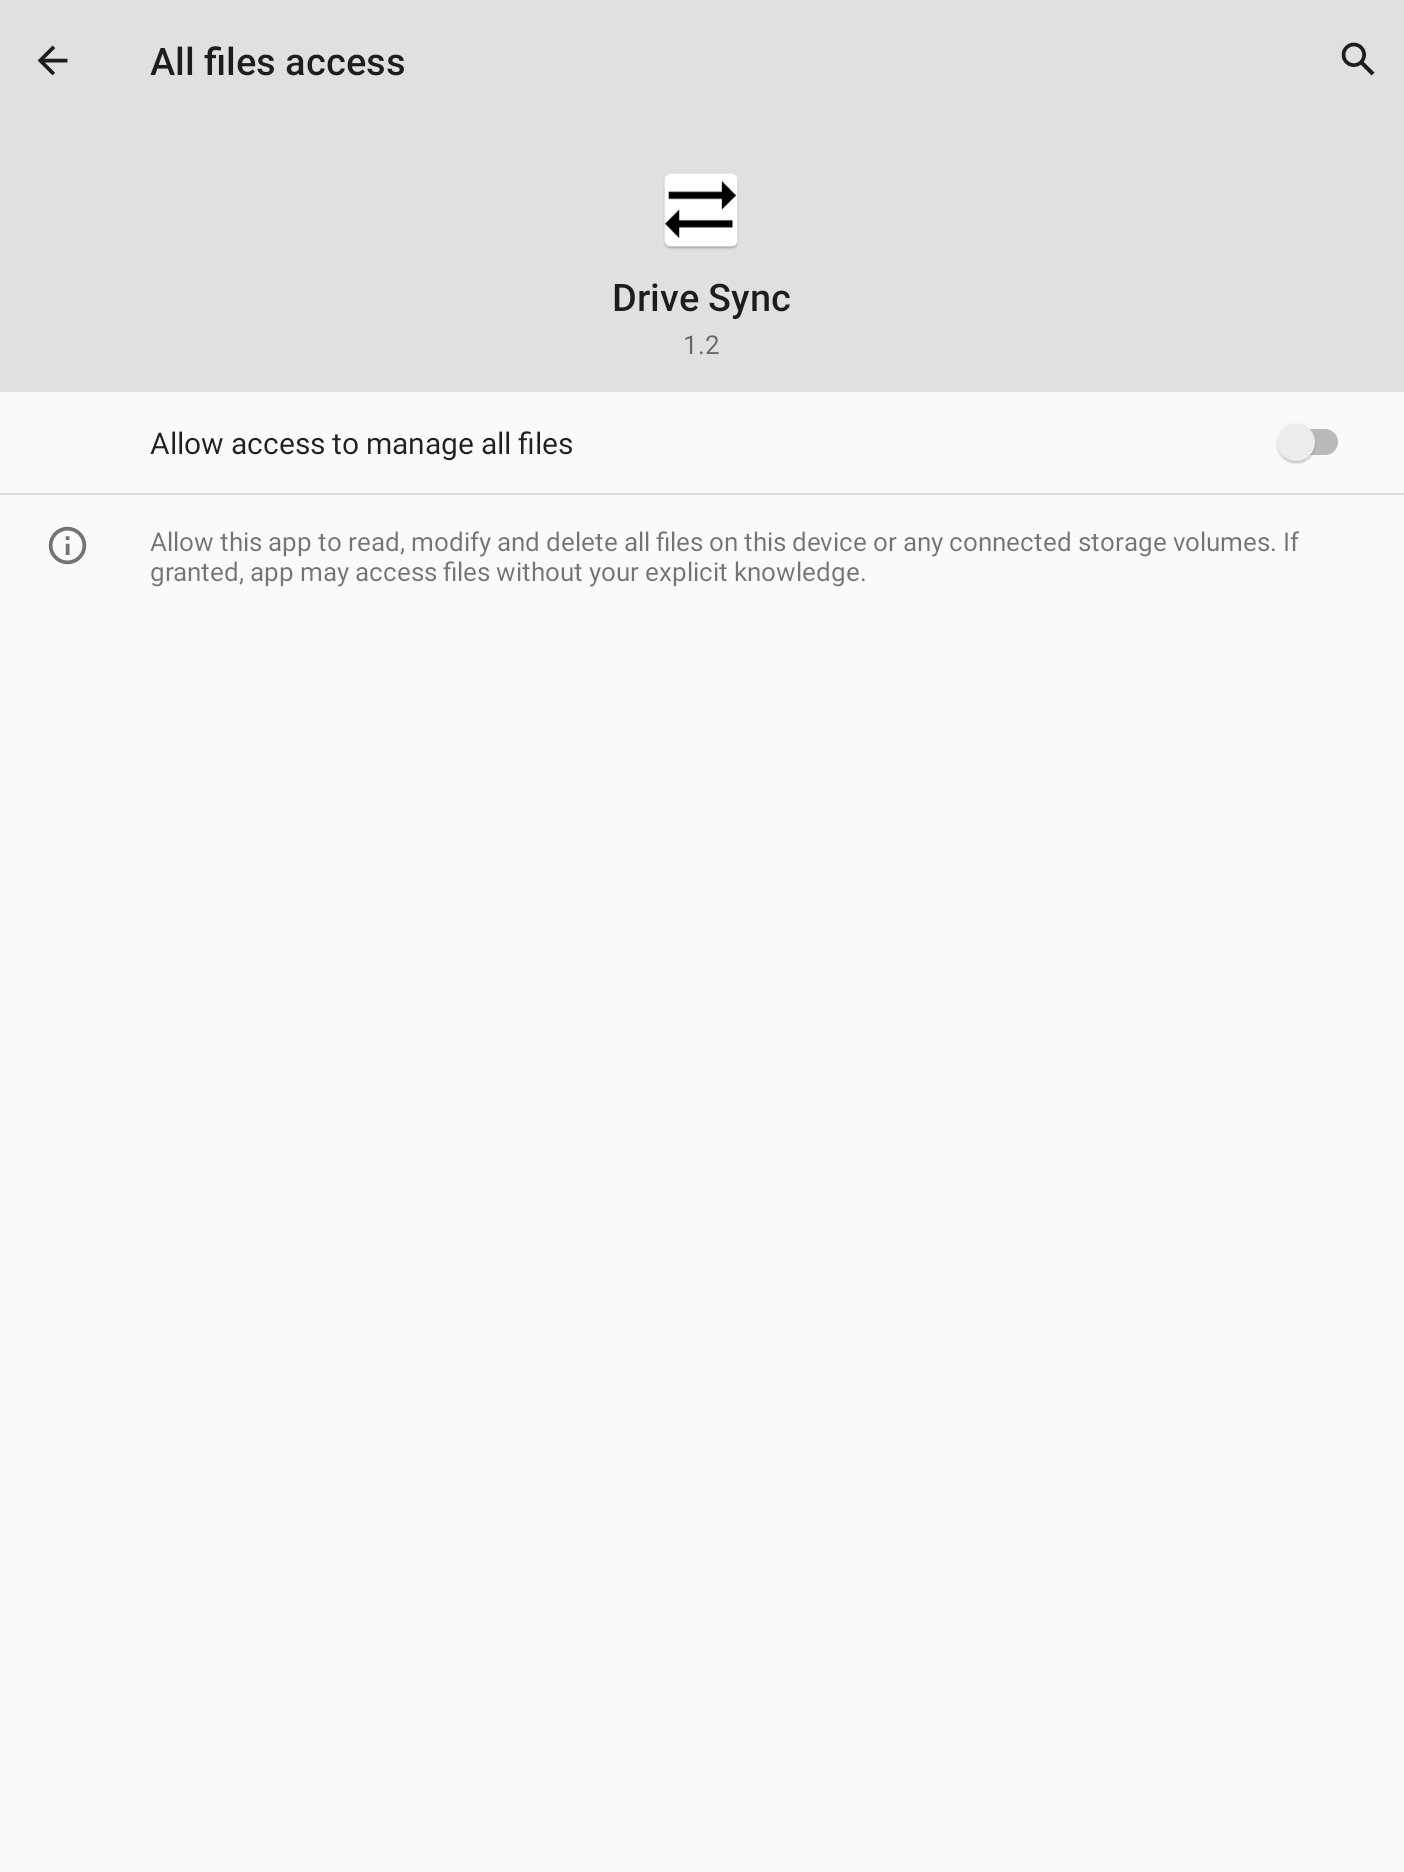 All files access
Drive Sync
1.2
Allow access to manage all files
Allow this app to read, modify and delete all files on this device or any connected storage volumes. If
granted, app may access files without your explicit knowledge.